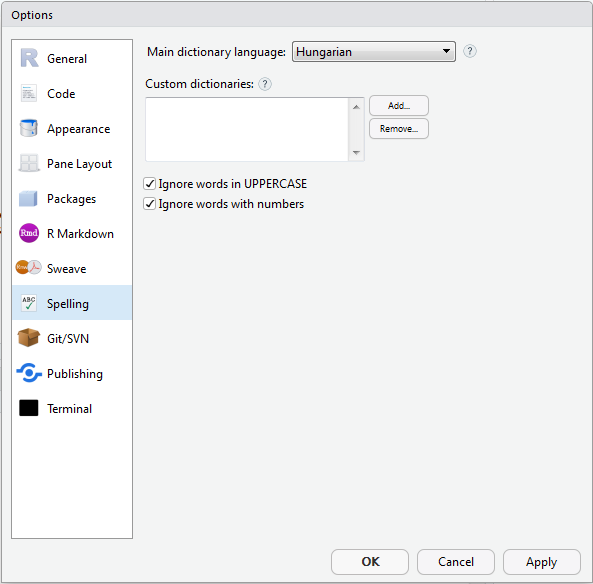 Options
General
Code
Appearance
Pane Layout
Packages
Rmd R Markdown
Sweave
ABC Spelling
Git/SVN
Publishing
Terminal
Main dictionary language: Hungarian ?
Custom dictionaries: ?
Add...
Remove...
Ignore words in UPPERCASE
Ignore words with numbers
OK Cancel Apply